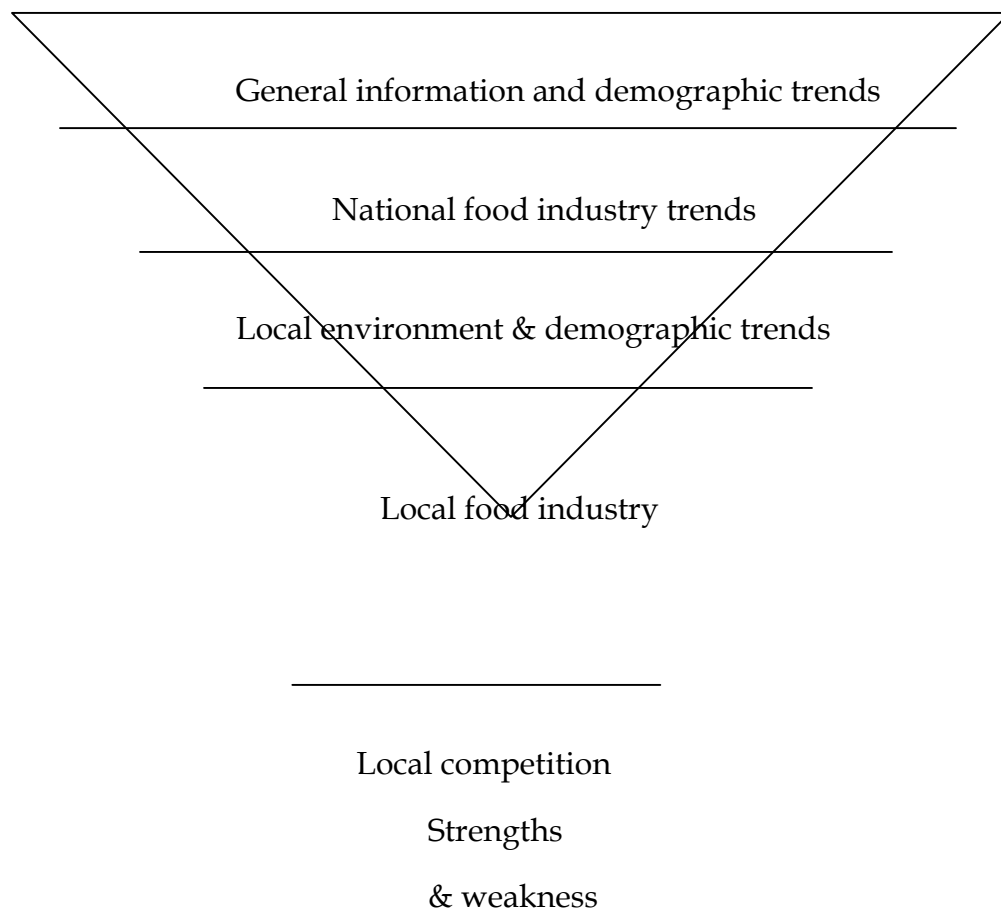 General information and demographic trends
National food industry trends
Local environment & demographic trends
Local food industry
Local competition
Strengths
& weakness